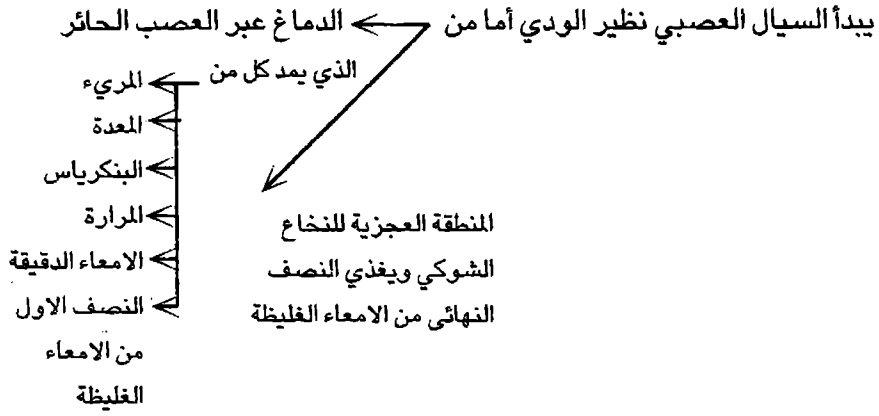 يبدأ السيال العصبي نظير الودي أما من الدماغ عبر العصب الحائر
الذي يمد كل من
المريء
المعدة
البنكرياس
المرارة
الامعاء الدقيقة
النصف الاول
من الامعاء
الغليظة
المنطقة العجزية للنخاع
الشوكي ويغذي النصف
النهائي من الامعاء الغليظة